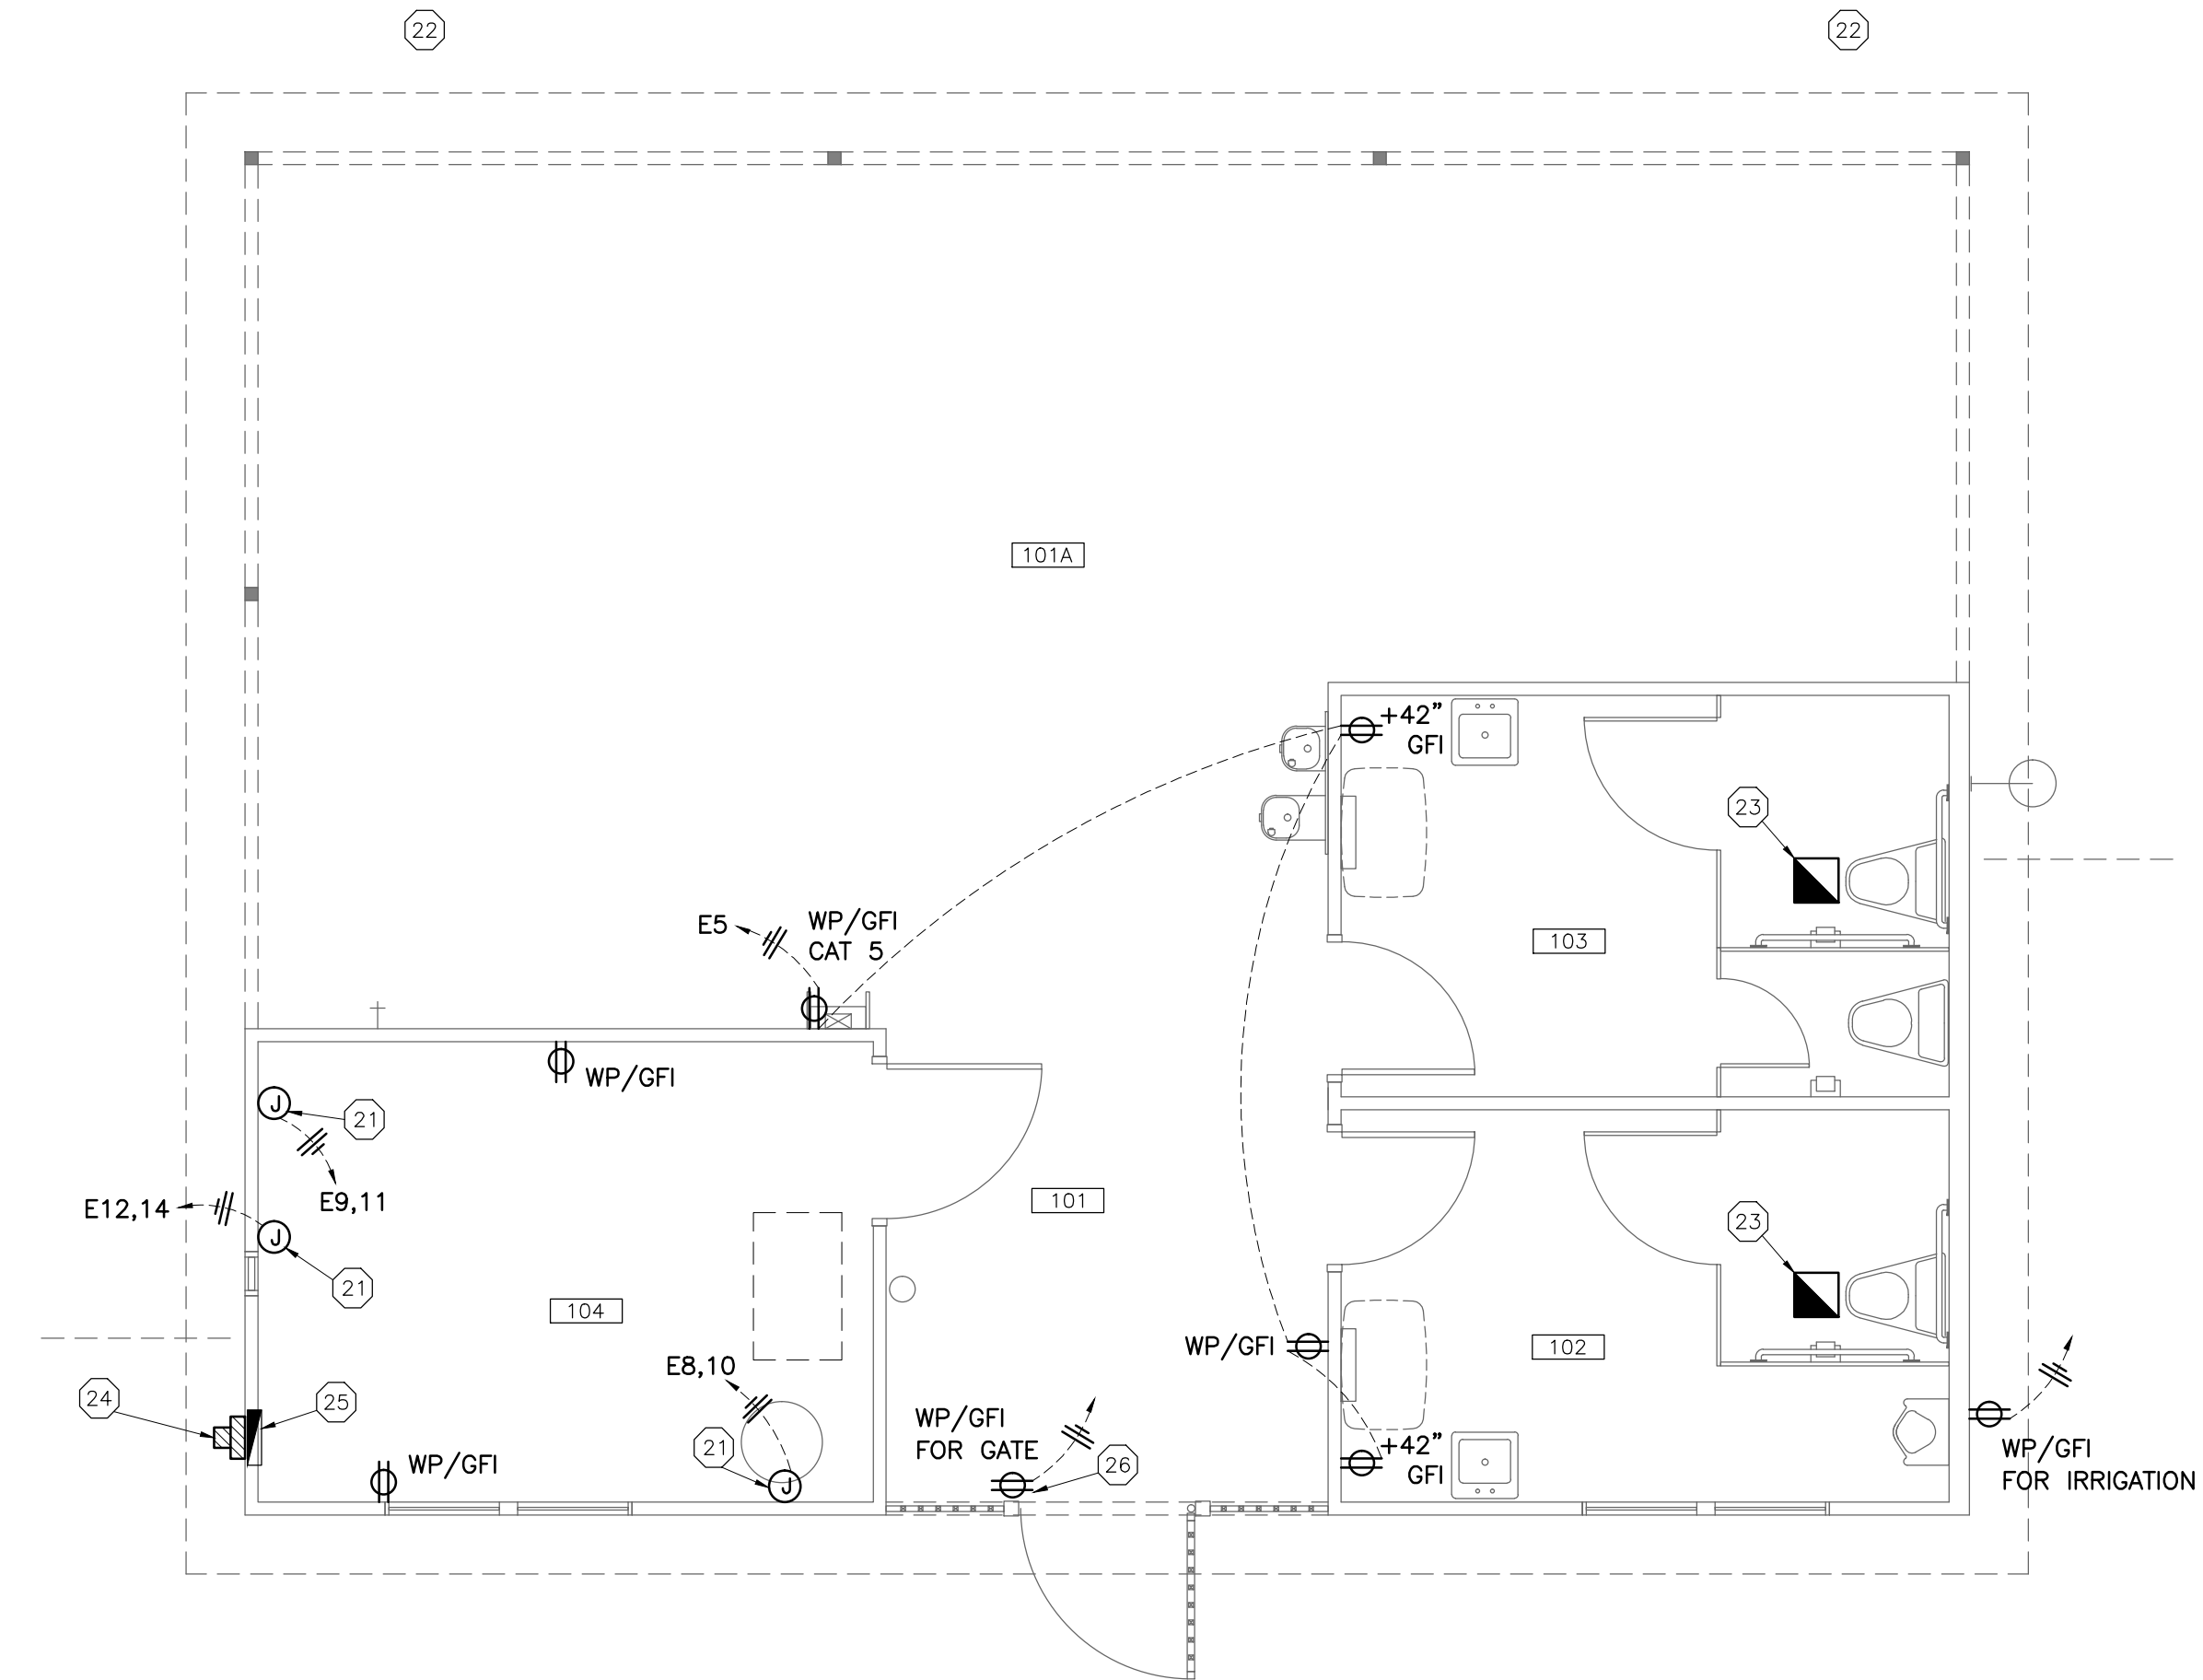 22
22
101A
+42”
GFI
23
E5
WP/GFI
CAT 5
103
WP/GFI
J
21
E9,11
E12,14
J
21
101
23
104
WP/GFI
102
E8,10
24
25
+42”
GFI
WP/GFI
FOR GATE
26
21
J
WP/GFI
WP/GFI
FOR IRRIGATION